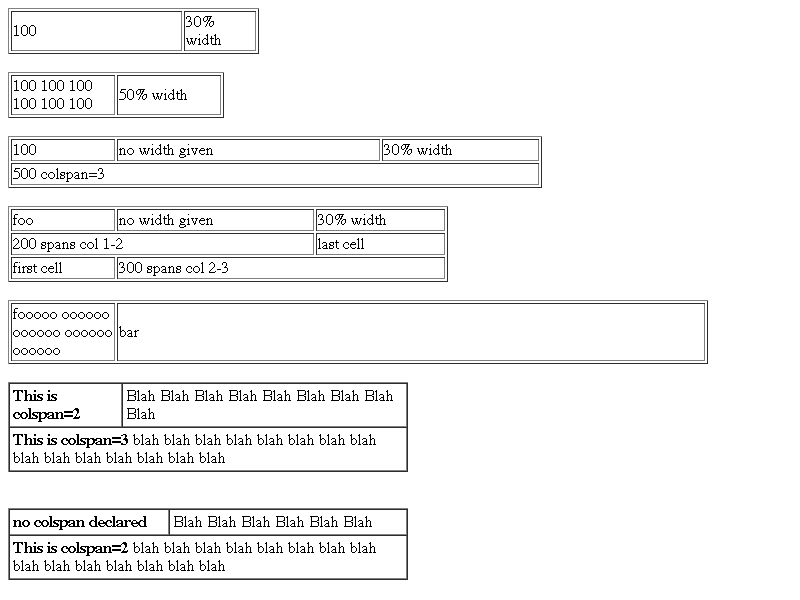 100
30%
width
100 100 100
100 100 100
50% width
100
no width given
30% width
500 colspan=3
foo
no width given
30% width
200 spans col 1-2
last cell
first cell
300 spans col 2-3
fooooo oooooo
oooooo oooooo
oooooo
bar
This is
colspan=2
Blah Blah Blah Blah Blah Blah Blah Blah
Blah
This is colspan=3 blah blah blah blah blah blah blah blah
blah blah blah blah blah blah blah
no colspan declared
Blah Blah Blah Blah Blah Blah
This is colspan=2 blah blah blah blah blah blah blah blah
blah blah blah blah blah blah blah